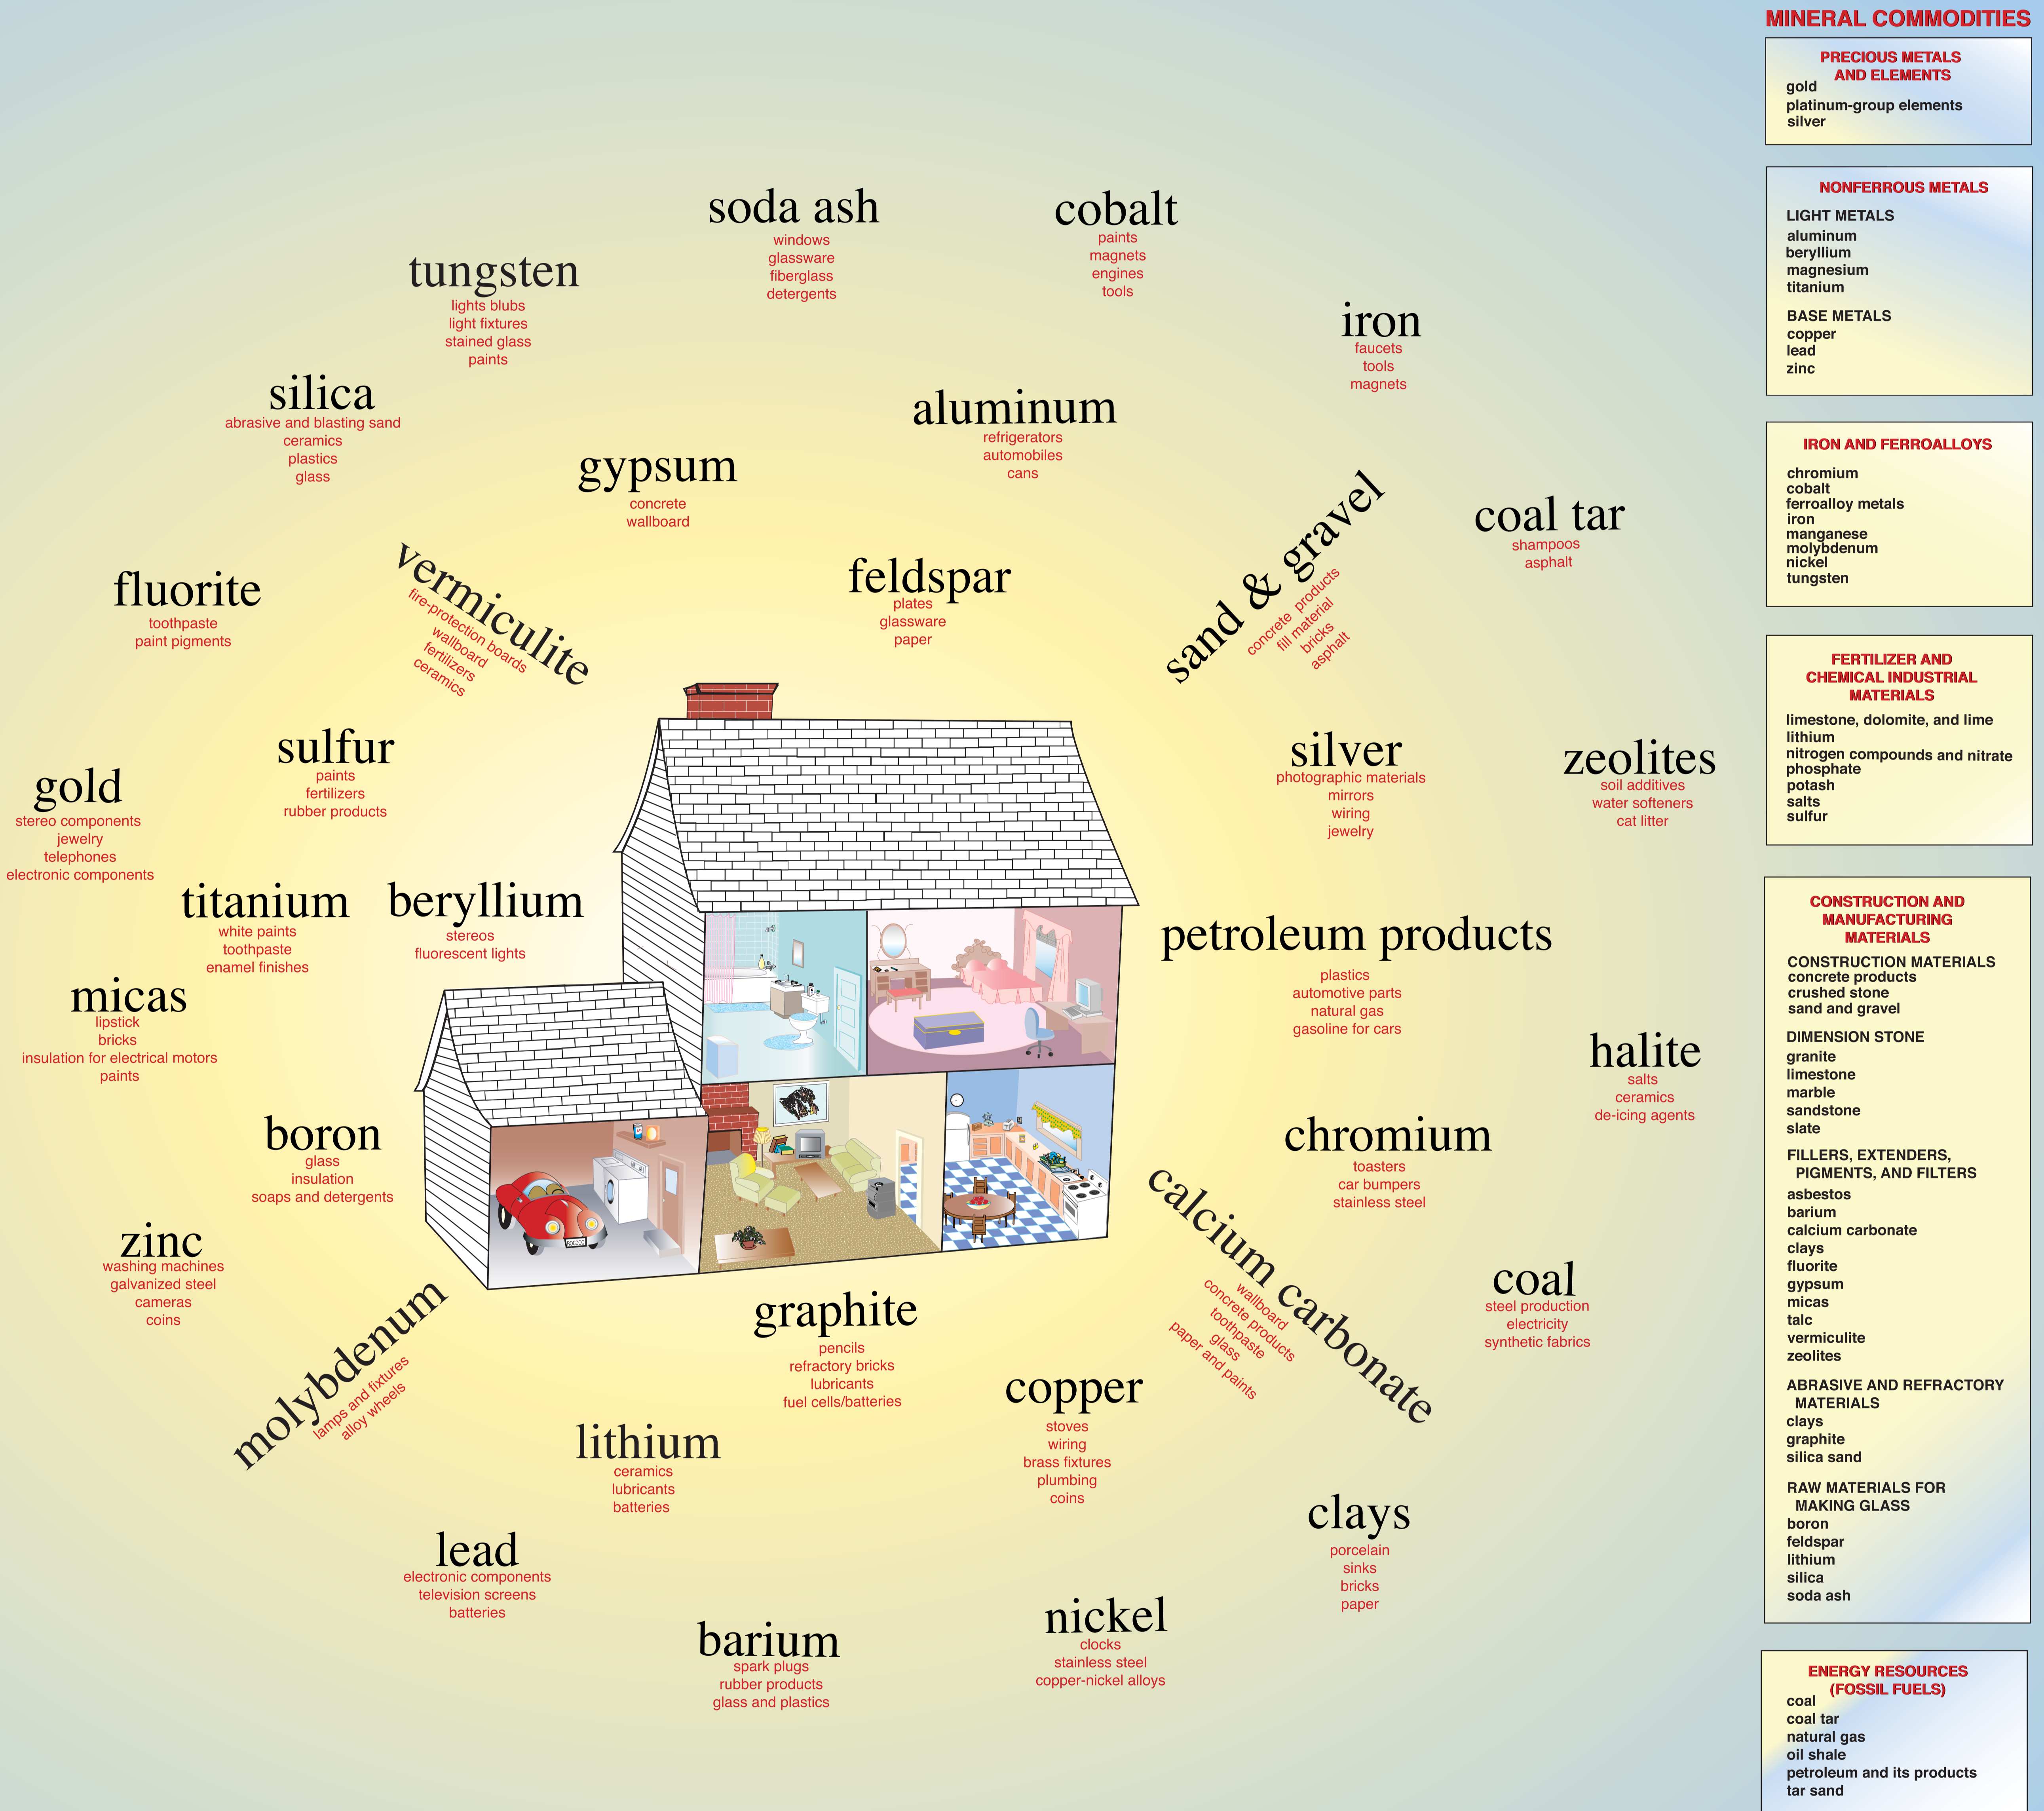 soda ash
windows
glassware
fiberglass
detergents
cobalt
paints
magnets
engines
tools
tungsten
lights blubs
light fixtures
stained glass
paints
iron
faucets
tools
magnets
silica
abrasive and blasting sand
ceramics
plastics
glass
aluminum
refrigerators
automobiles
cans
gypsum
concrete
wallboard
sand & gravel
concrete products
fill material
bricks
asphalt
coal tar
shampoos
asphalt
fluorite
toothpaste
paint pigments
vermiculite
fire-protection boards
wallboard
fertilizers
ceramics
feldspar
plates
glassware
paper
sulfur
paints
fertilizers
rubber products
silver
photographic materials
mirrors
wiring
jewelry
zeolites
soil additives
water softeners
cat litter
gold
stereo components
jewelry
telephones
electronic components
titanium
white paints
toothpaste
enamel finishes
beryllium
stereos
fluorescent lights
petroleum products
plastics
automotive parts
natural gas
gasoline for cars
micas
lipstick
bricks
insulation for electrical motors
paints
halite
salts
ceramics
de-icing agents
boron
glass
insulation
soaps and detergents
chromium
toasters
car bumpers
stainless steel
zinc
washing machines
galvanized steel
cameras
coins
calcium carbonate
wallboard
concrete products
toothpaste
glass
paper and paints
coal
steel production
electricity
synthetic fabrics
molybdenum
lamps and fixtures
alloy wheels
graphite
pencils
refractory bricks
lubricants
fuel cells/batteries
copper
stoves
wiring
brass fixtures
plumbing
coins
lithium
ceramics
lubricants
batteries
clays
porcelain
sinks
bricks
paper
lead
electronic components
television screens
batteries
barium
spark plugs
rubber products
glass and plastics
nickel
clocks
stainless steel
copper-nickel alloys
MINERAL COMMODITIES
PRECIOUS METALS
AND ELEMENTS
gold
platinum-group elements
silver
NONFERROUS METALS
LIGHT METALS
aluminum
beryllium
magnesium
titanium
BASE METALS
copper
lead
zinc
IRON AND FERROALLOYS
chromium
cobalt
ferroalloy metals
iron
manganese
molybdenum
nickel
tungsten
FERTILIZER AND
CHEMICAL INDUSTRIAL
MATERIALS
limestone, dolomite, and lime
lithium
nitrogen compounds and nitrate
phosphate
potash
salts
sulfur
CONSTRUCTION AND
MANUFACTURING
MATERIALS
CONSTRUCTION MATERIALS
concrete products
crushed stone
sand and gravel
DIMENSION STONE
granite
limestone
marble
sandstone
slate
FILLERS, EXTENDERS,
PIGMENTS, AND FILTERS
asbestos
barium
calcium carbonate
clays
fluorite
gypsum
micas
talc
vermiculite
zeolites
ABRASIVE AND REFRACTORY
MATERIALS
clays
graphite
silica sand
RAW MATERIALS FOR
MAKING GLASS
boron
feldspar
lithium
silica
soda ash
ENERGY RESOURCES
(FOSSIL FUELS)
coal
coal tar
natural gas
oil shale
petroleum and its products
tar sand